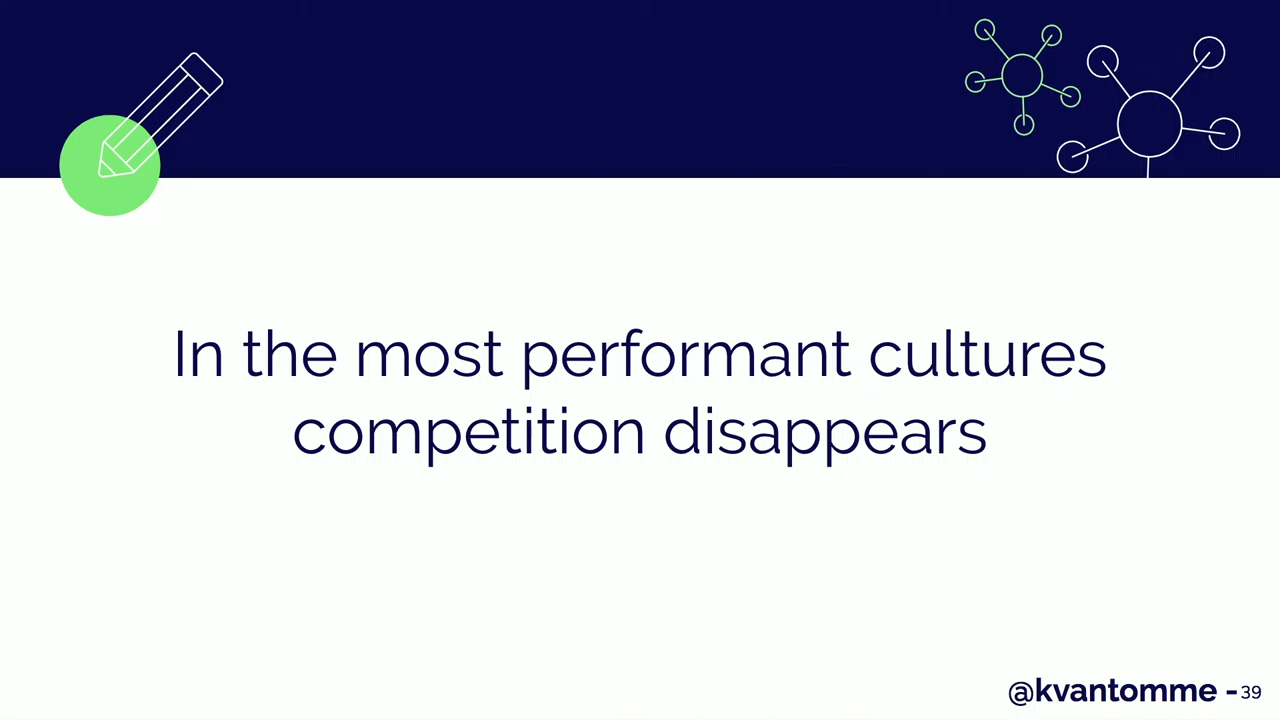 In the most performant cultures
competition disappears
@kvantomme - 39